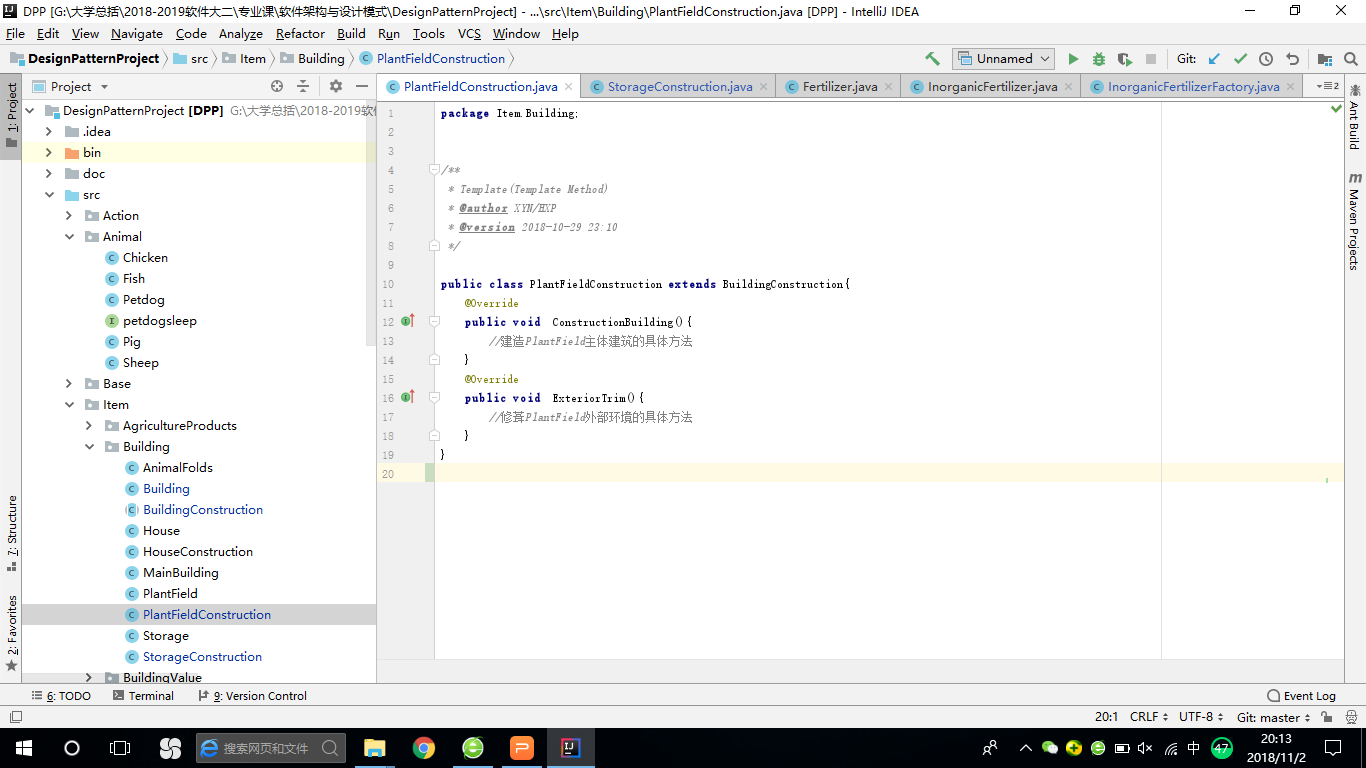 DPP [G:\大学总括\2018-2019软件大二\专业课\软件架构与设计模式\DesignPatternProject] - ...\src\Item\Building\PlantFieldConstruction.java [DPP] - IntelliJ IDEA
File Edit View Navigate Code Analyze Refactor Build Run Tools VCS Window Help
DesignPatternProject src Item Building PlantFieldConstruction Unnamed Git:
1: Project
Project
PlantFieldConstruction.java StorageConstruction.java Fertilizer.java InorganicFertilizer.java InorganicFertilizerFactory.java 2
DesignPatternProject [DPP] G:\大学总括\2018-2019软件
.idea
bin
doc
src
Action
Animal
Chicken
Fish
Petdog
petdogsleep
Pig
Sheep
Base
Item
AgricultureProducts
Building
AnimalFolds
Building
BuildingConstruction
House
HouseConstruction
MainBuilding
PlantField
PlantFieldConstruction
Storage
StorageConstruction
BuildingValue
7: Structure
2: Favorites
1 package Item.Building;
2
3
4 /**
5 * Template(Template Method)
6 * @author XYN/HXP
7 * @version 2018-10-29 23:10
8 */
9
10 public class PlantFieldConstruction extends BuildingConstruction{
11 @Override
12 public void ConstructionBuilding(){
13 //建造PlantField主体建筑的具体方法
14 }
15 @Override
16 public void ExteriorTrim(){
17 //修葺PlantField外部环境的具体方法
18 }
19 }
20
Ant Build
m Maven Projects
6: TODO Terminal 9: Version Control Event Log
20:1 CRLF UTF-8 Git: master
搜索网页和文件
中 47 20:13
2018/11/2